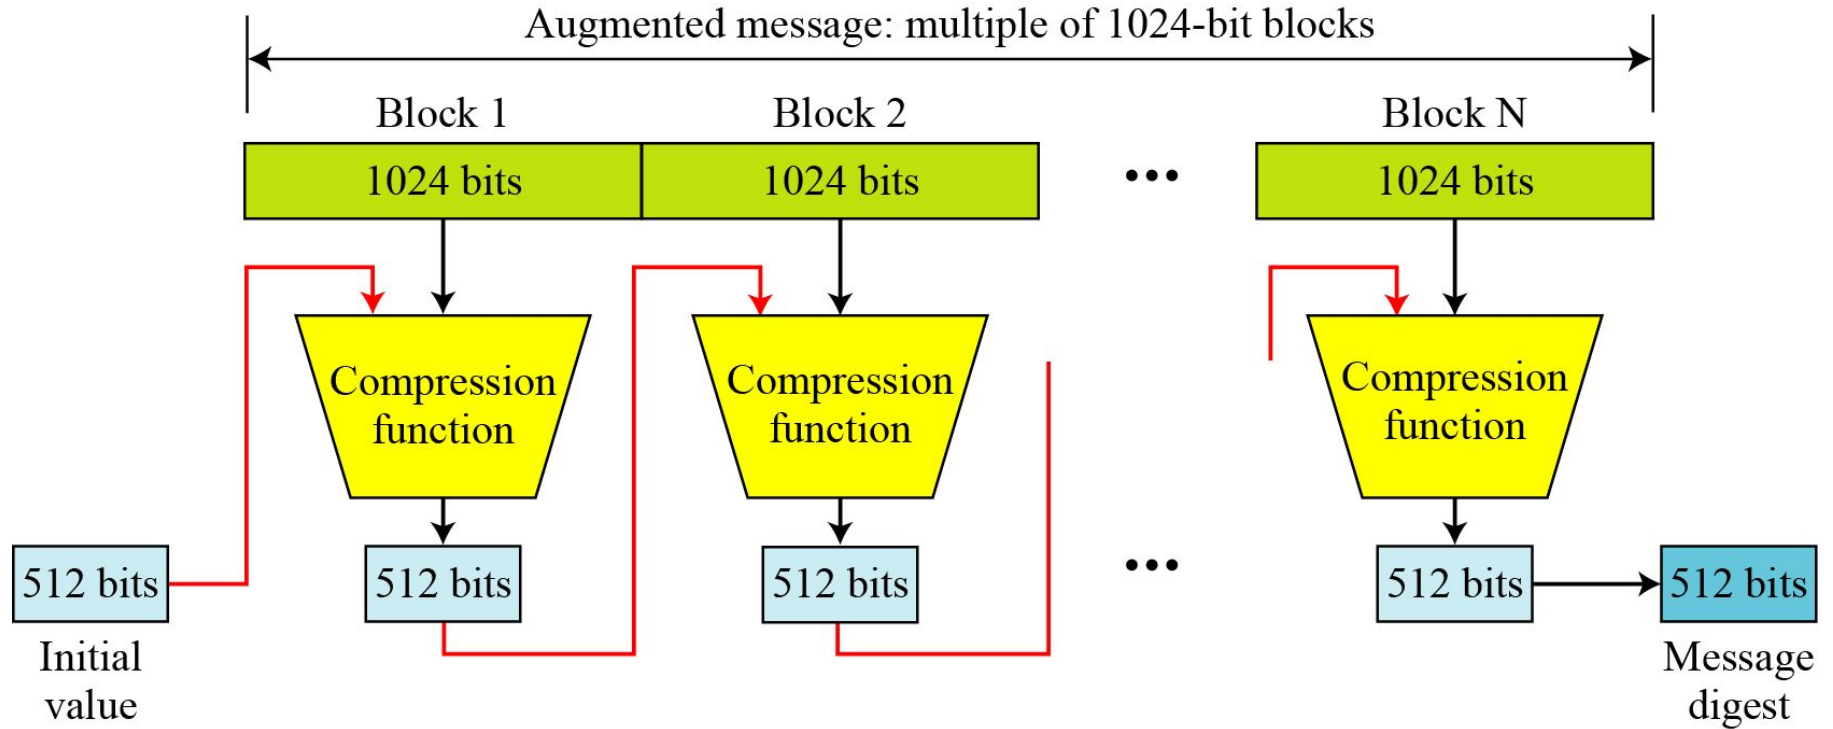 Augmented message: multiple of 1024-bit blocks
Block 1
Block 2
Block N
1024 bits
1024 bits
•••
1024 bits
Compression
function
Compression
function
Compression
function
512 bits
512 bits
512 bits
•••
512 bits
512 bits
Initial
value
Message
digest